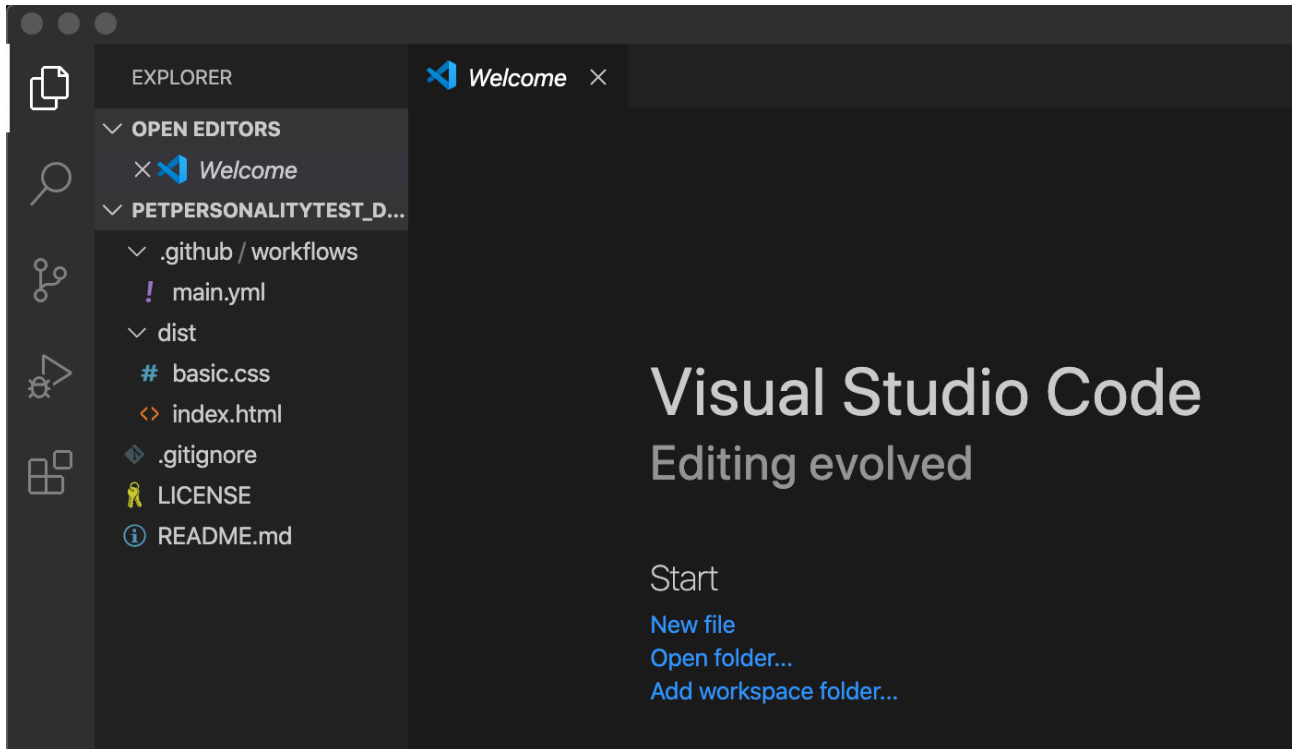 EXPLORER
Welcome
OPEN EDITORS
Welcome
PETPERSONALITYTEST_D...
.github / workflows
! main.yml
dist
# basic.css
<> index.html
.gitignore
LICENSE
README.md
Visual Studio Code
Editing evolved
Start
New file
Open folder...
Add workspace folder...